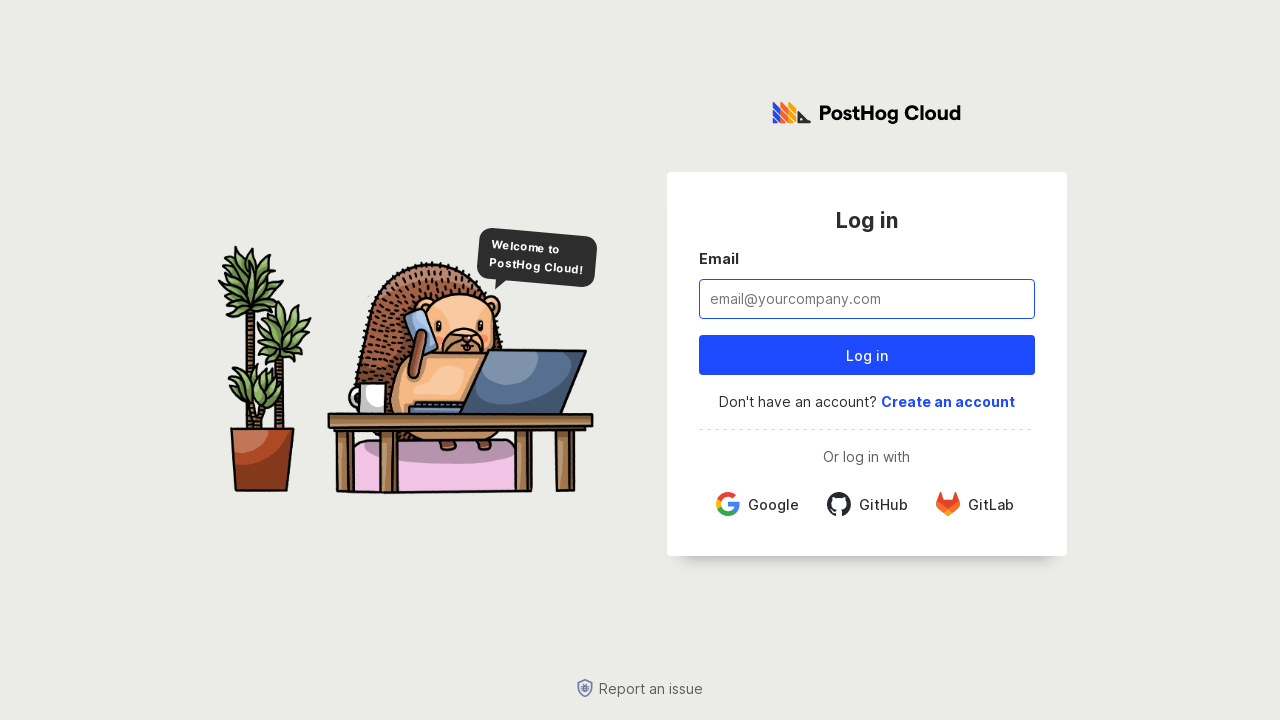 PostHog Cloud
Welcome to
PostHog Cloud!
Log in
Email
email@yourcompany.com
Log in
Don't have an account? Create an account
Or log in with
Google GitHub GitLab
Report an issue